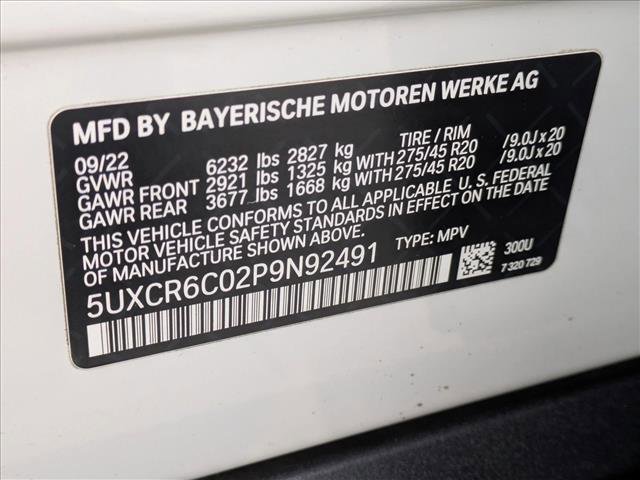 MFD BY BAYERISCHE MOTOREN WERKE AG
09/22 TIRE / RIM
GVWR 6232 lbs 2827 kg
GAWR FRONT 2921 lbs 1325 kg WITH 275/45 R20 /9.0J x 20
GAWR REAR 3677 lbs 1668 kg WITH 275/45 R20 /9.0J x 20
THIS VEHICLE CONFORMS TO ALL APPLICABLE U. S. FEDERAL
MOTOR VEHICLE SAFETY STANDARDS IN EFFECT ON THE DATE
OF MANUFACTURE SHOWN ABOVE.
5UXCR6C02P9N92491 TYPE: MPV 300U
7 320 729